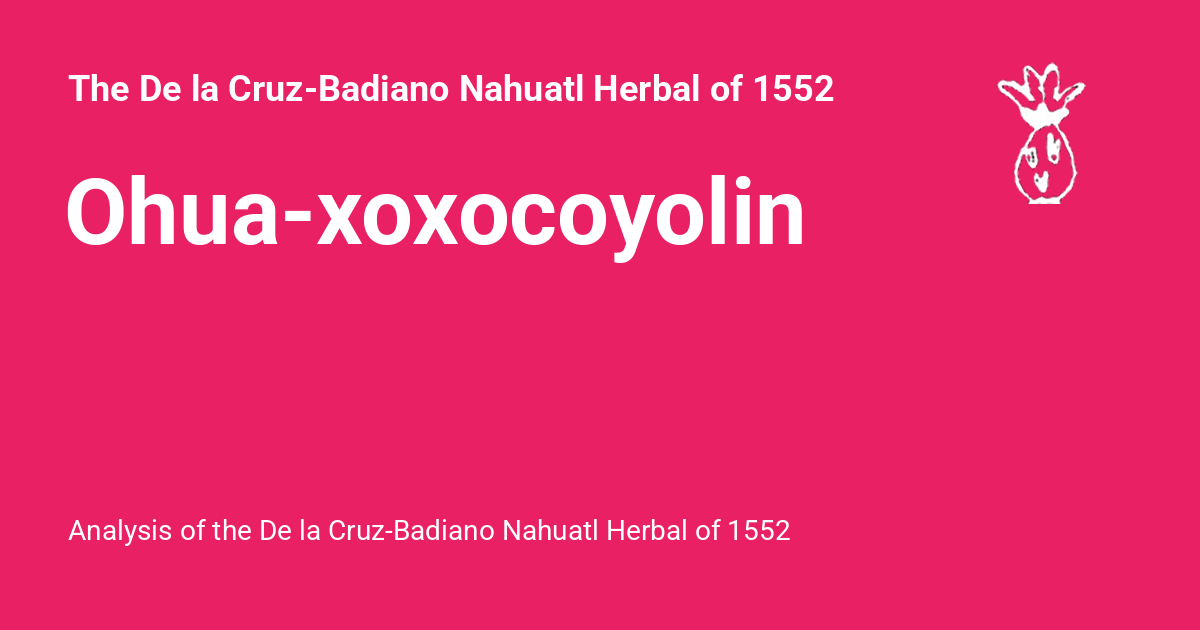 The De la Cruz-Badiano Nahuatl Herbal of 1552
Ohua-xoxocoyolin
Analysis of the De la Cruz-Badiano Nahuatl Herbal of 1552